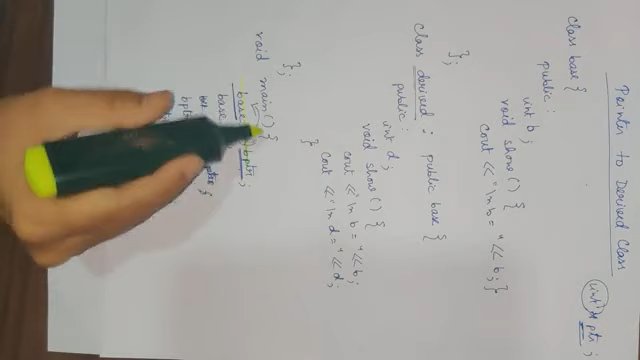 Pointer to Derived Class
(int)* ptr;
class base {
public:
int b;
void show() {
cout << "\n b = " << b; }
};
class derived : public base {
public:
int d;
void show() {
cout << "\n b = " << b;
cout << "\n d = " << d;
}
};
void main() {
base *bptr;
base
bptr